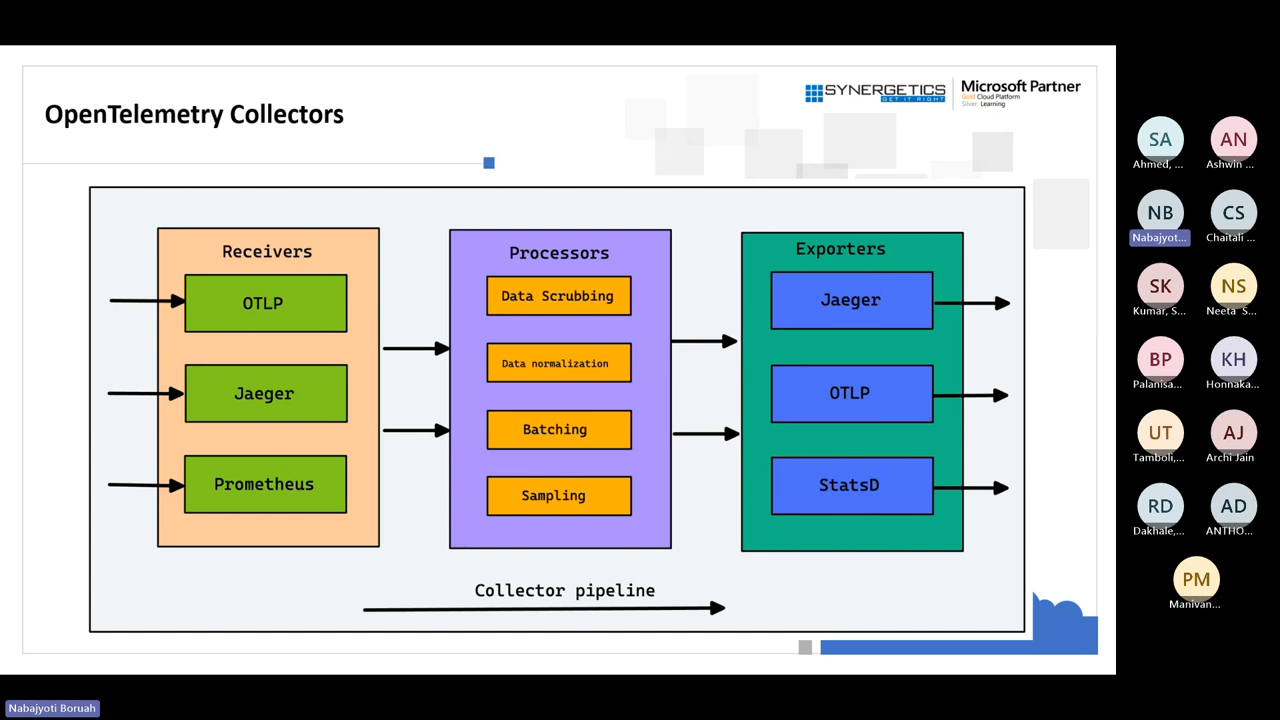 OpenTelemetry Collectors
SYNERGETICS
GET IT RIGHT
Microsoft Partner
Gold Cloud Platform
Silver Learning
Receivers
OTLP
Jaeger
Prometheus
Processors
Data Scrubbing
Data normalization
Batching
Sampling
Exporters
Jaeger
OTLP
StatsD
Collector pipeline
SA
Ahmed, ...
AN
Ashwin ...
NB
Nabajyot...
CS
Chaitali ...
SK
Kumar, S...
NS
Neeta S...
BP
Palanisa...
KH
Honnaka...
UT
Tamboli,...
AJ
Archi Jain
RD
Dakhale,...
AD
ANTHO...
PM
Manivan...
Nabajyoti Boruah